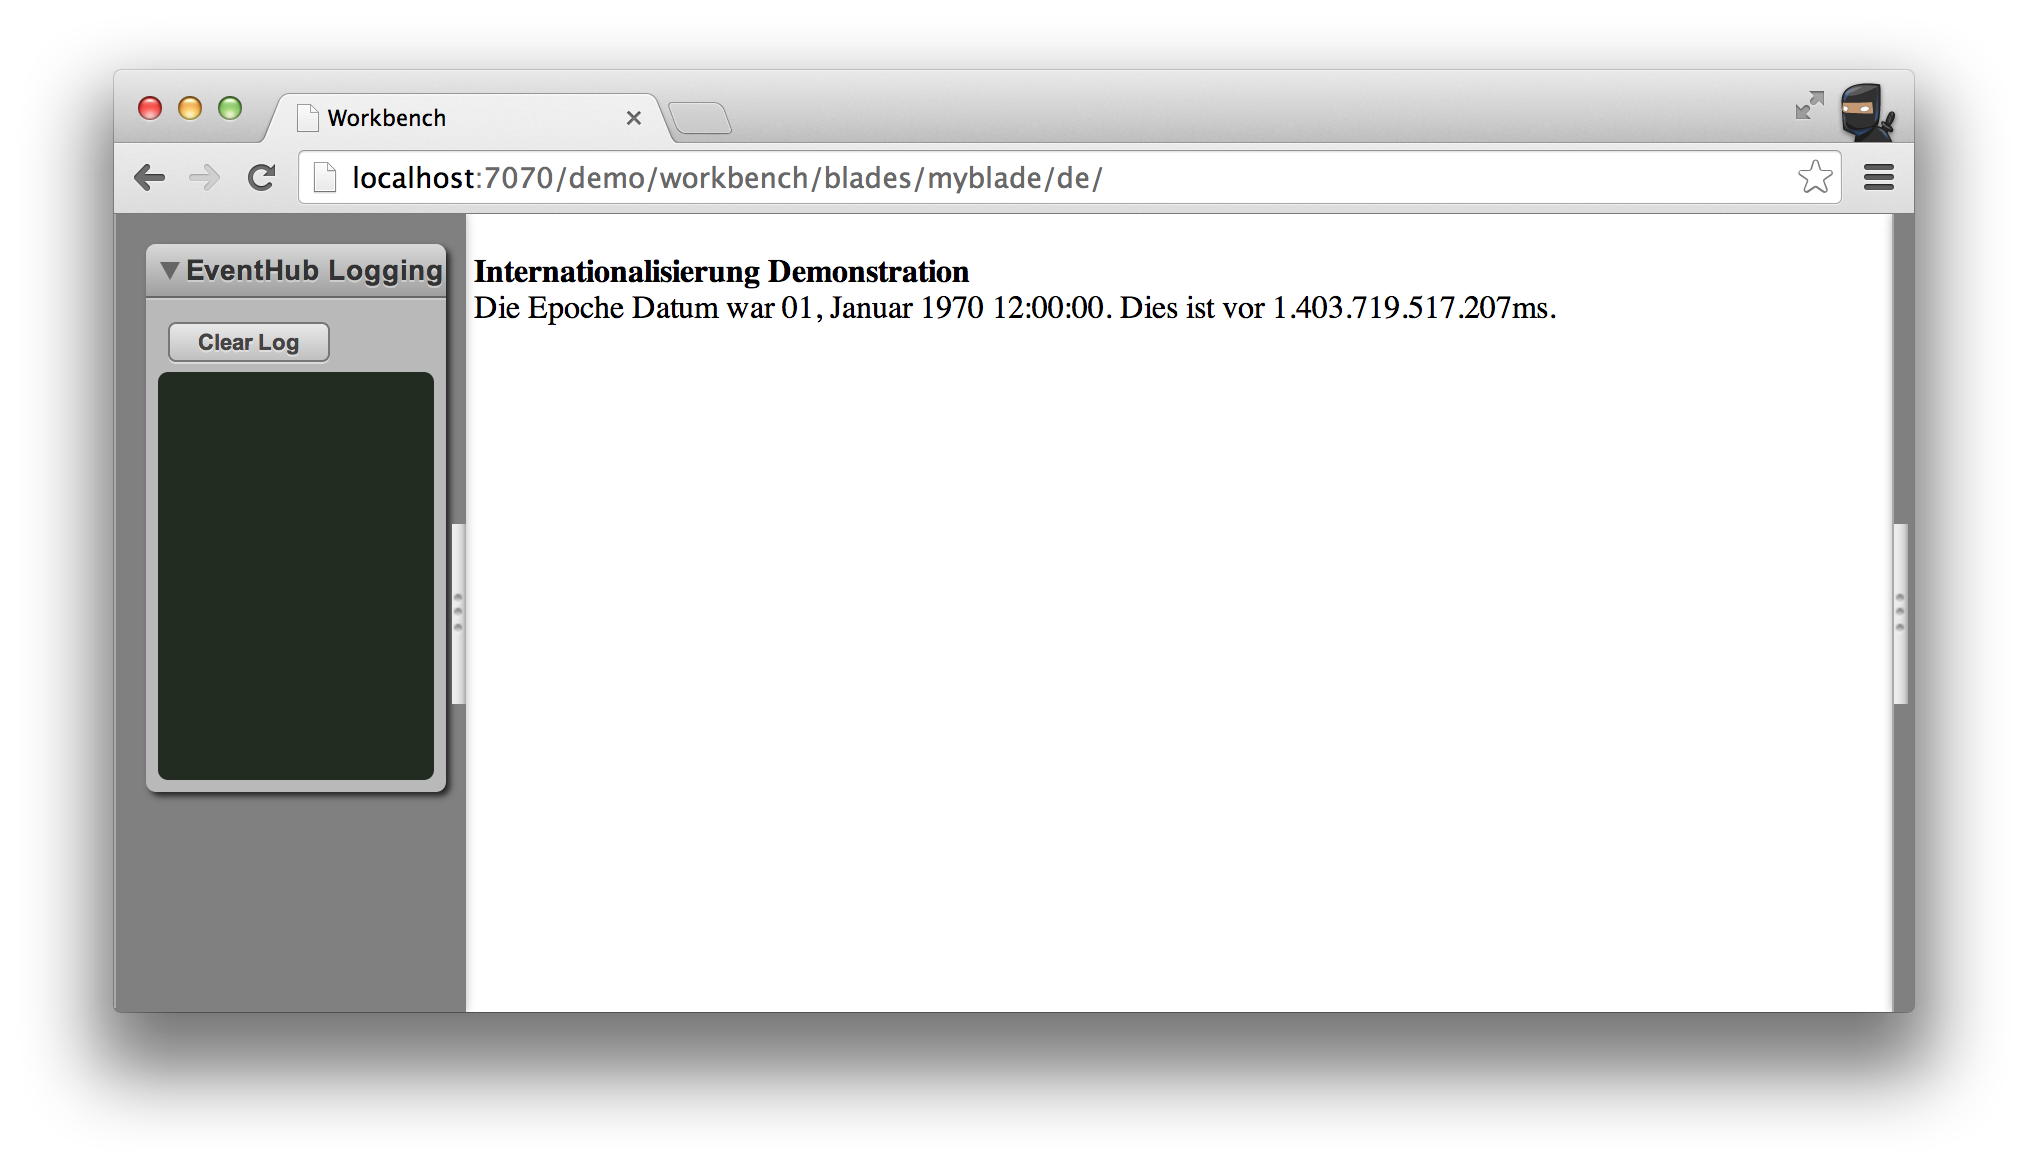 Workbench
localhost:7070/demo/workbench/blades/myblade/de/
EventHub Logging
Clear Log
Internationalisierung Demonstration
Die Epoche Datum war 01, Januar 1970 12:00:00. Dies ist vor 1.403.719.517.207ms.